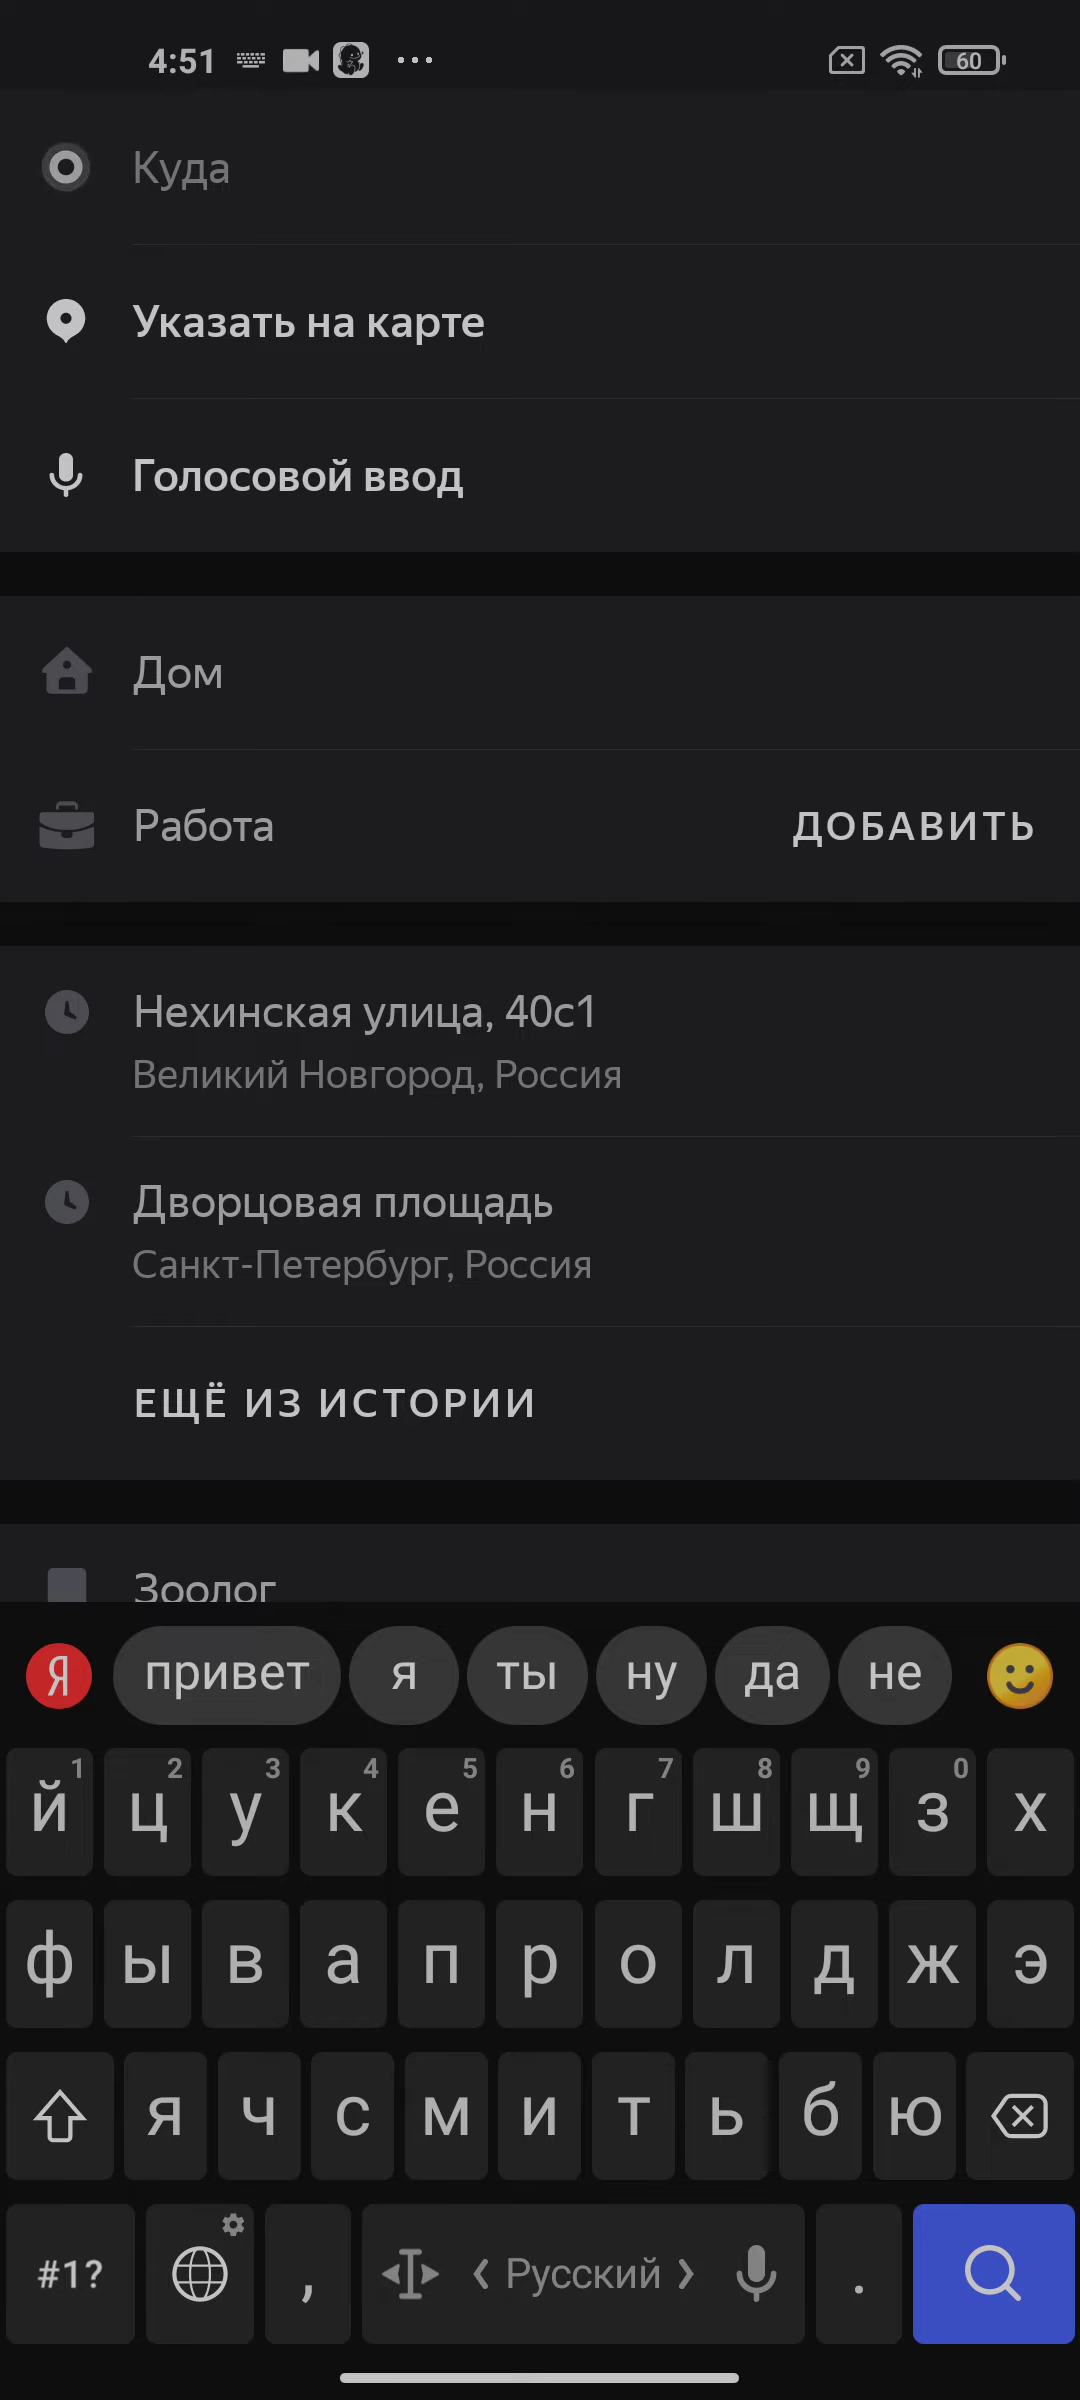 4:51 60
Куда
Указать на карте
Голосовой ввод
Дом
Работа ДОБАВИТЬ
Нехинская улица, 40с1
Великий Новгород, Россия
Дворцовая площадь
Санкт-Петербург, Россия
ЕЩЁ ИЗ ИСТОРИИ
Зоолог
Я привет я ты ну да не
1 2 3 4 5 6 7 8 9 0
й ц у к е н г ш щ з х
ф ы в а п р о л д ж э
я ч с м и т ь б ю
#1? , Русский .